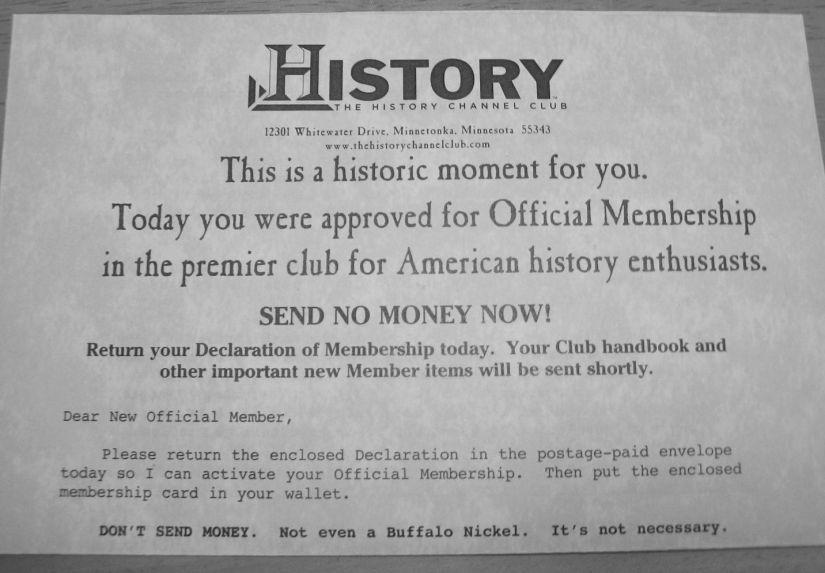 HISTORY
THE HISTORY CHANNEL CLUB
12301 Whitewater Drive, Minnetonka, Minnesota 55343
www.thehistorychannelclub.com
This is a historic moment for you.
Today you were approved for Official Membership
in the premier club for American history enthusiasts.
SEND NO MONEY NOW!
Return your Declaration of Membership today. Your Club handbook and
other important new Member items will be sent shortly.
Dear New Official Member,
Please return the enclosed Declaration in the postage-paid envelope
today so I can activate your Official Membership. Then put the enclosed
membership card in your wallet.
DON'T SEND MONEY. Not even a Buffalo Nickel. It's not necessary.